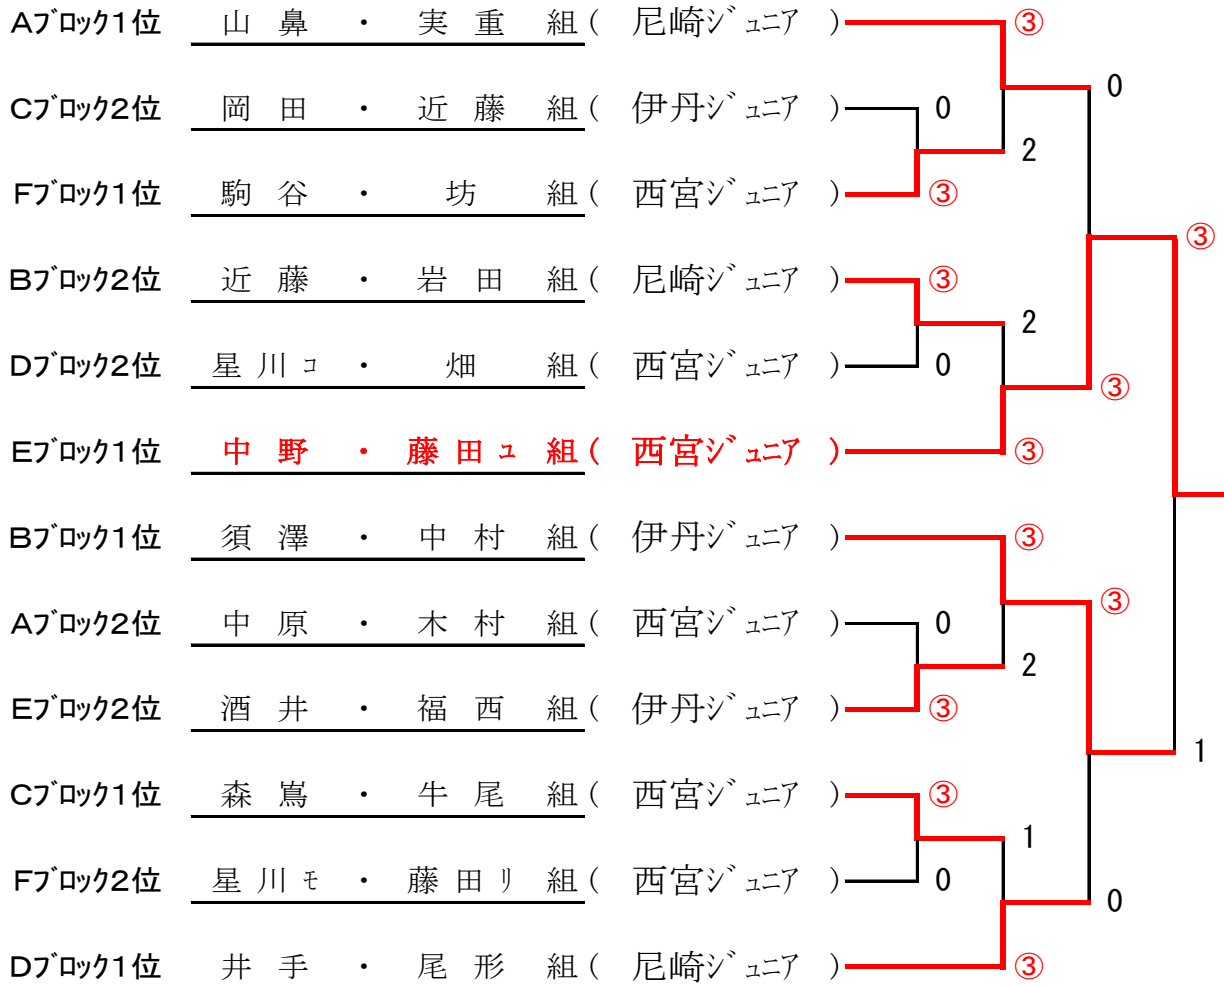 Aブロック1位 山鼻・実重組( 尼崎ジュニア ) ③
0
Cブロック2位 岡田・近藤組( 伊丹ジュニア ) 0
2
Fブロック1位 駒谷・坊組( 西宮ジュニア ) ③
③
Bブロック2位 近藤・岩田組( 尼崎ジュニア ) ③
2
Dブロック2位 星川コ・畑組( 西宮ジュニア ) 0
③
Eブロック1位 中野・藤田ユ組( 西宮ジュニア ) ③
Bブロック1位 須澤・中村組( 伊丹ジュニア ) ③
③
Aブロック2位 中原・木村組( 西宮ジュニア ) 0
2
Eブロック2位 酒井・福西組( 伊丹ジュニア ) ③
1
Cブロック1位 森嶌・牛尾組( 西宮ジュニア ) ③
1
Fブロック2位 星川モ・藤田リ組( 西宮ジュニア ) 0
0
Dブロック1位 井手・尾形組( 尼崎ジュニア ) ③